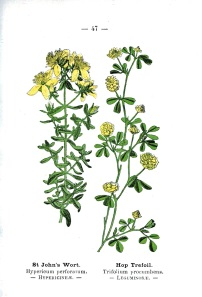 — 47 —
St John's Wort.
Hypericum perforatum.
— Hypericineæ. —
Hop Trefoil.
Trifolium procumbens.
— Leguminosæ. —